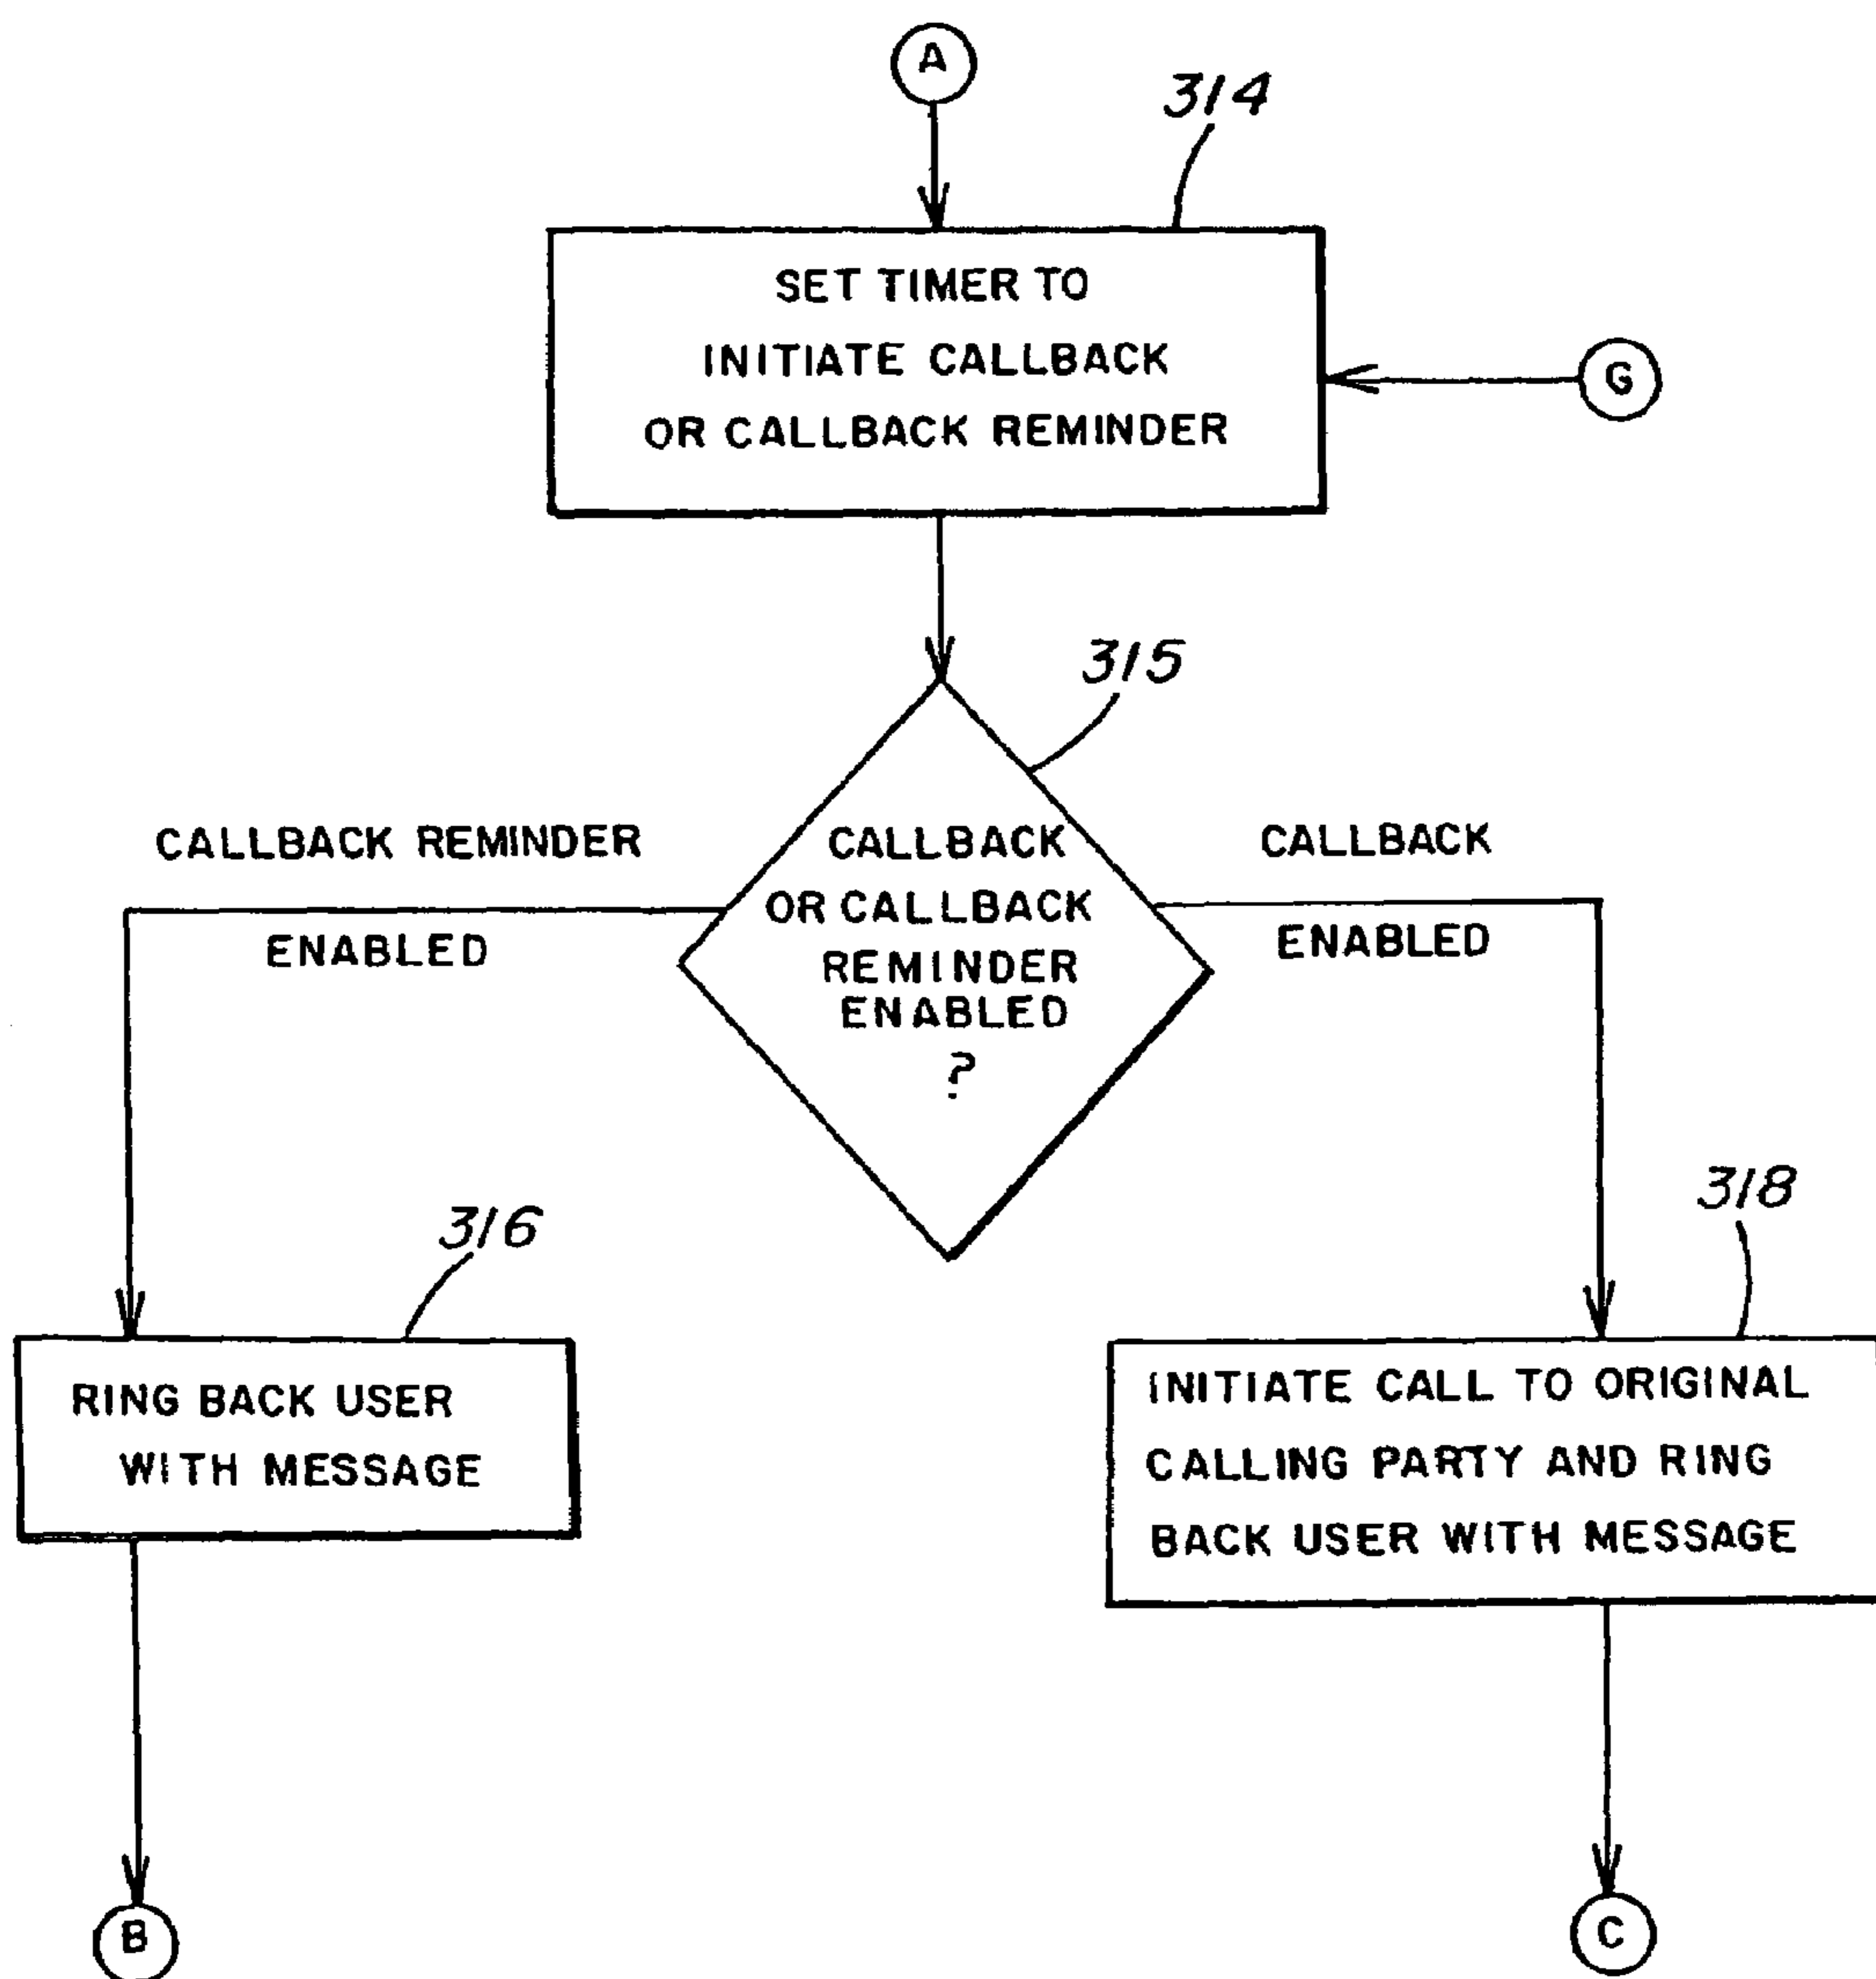 A
314
SET TIMER TO
INITIATE CALLBACK
OR CALLBACK REMINDER
G
315
CALLBACK REMINDER
ENABLED
CALLBACK
OR CALLBACK
REMINDER
ENABLED
?
CALLBACK
ENABLED
316
RING BACK USER
WITH MESSAGE
318
INITIATE CALL TO ORIGINAL
CALLING PARTY AND RING
BACK USER WITH MESSAGE
B
C